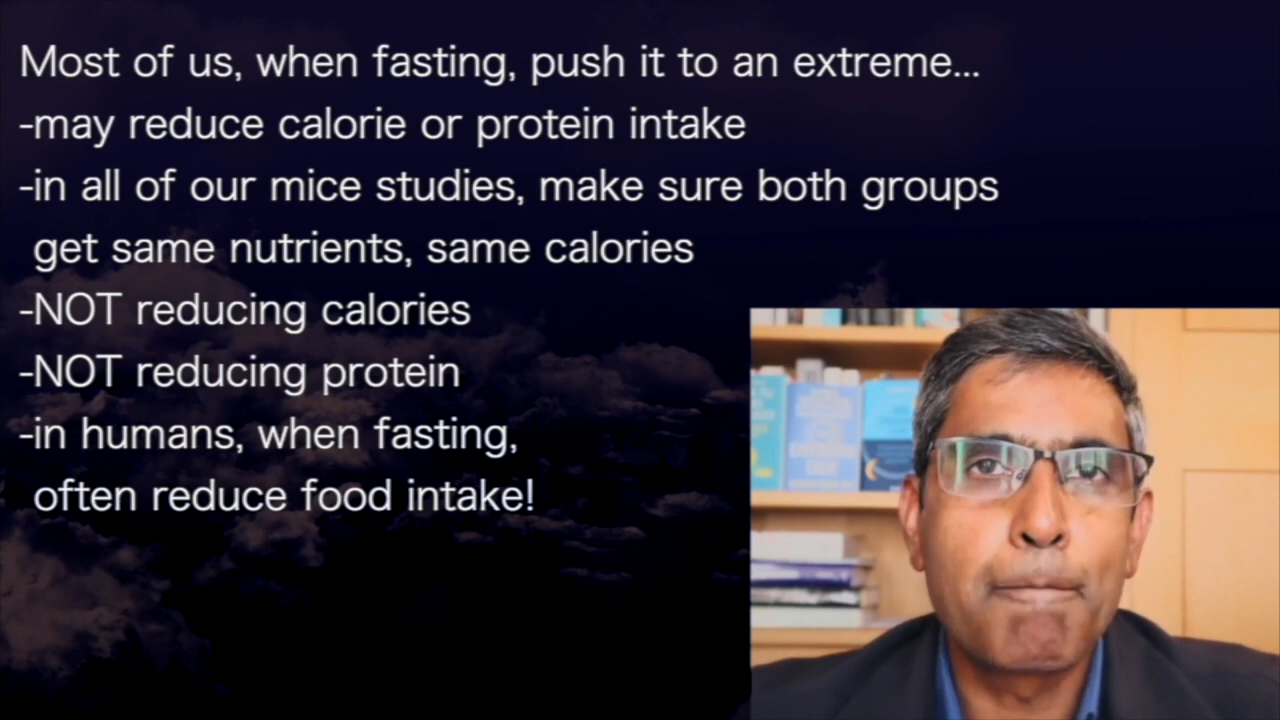 Most of us, when fasting, push it to an extreme...
-may reduce calorie or protein intake
-in all of our mice studies, make sure both groups
get same nutrients, same calories
-NOT reducing calories
-NOT reducing protein
-in humans, when fasting,
often reduce food intake!